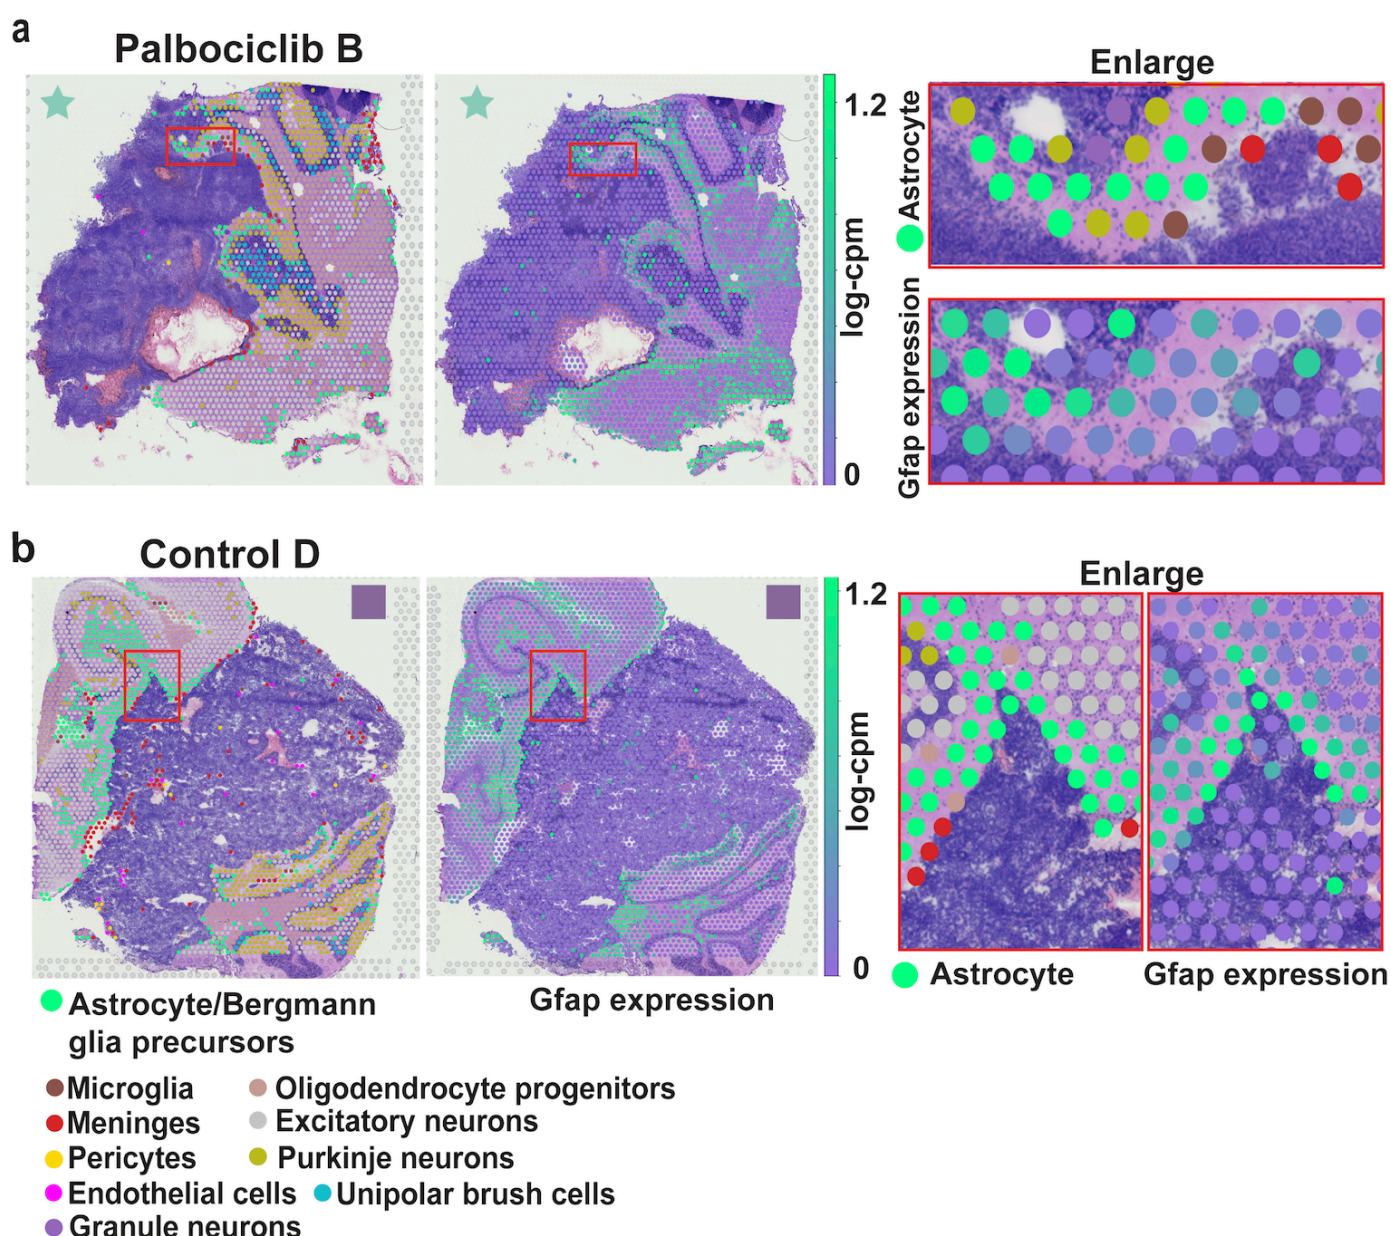 a
Palbociclib B
Enlarge
1.2
log-cpm
0
Astrocyte
Gfap expression
b
Control D
Enlarge
1.2
log-cpm
0
Astrocyte
Gfap expression
Astrocyte/Bergmann
glia precursors
Gfap expression
Microglia
Oligodendrocyte progenitors
Meninges
Excitatory neurons
Pericytes
Purkinje neurons
Endothelial cells
Unipolar brush cells
Granule neurons